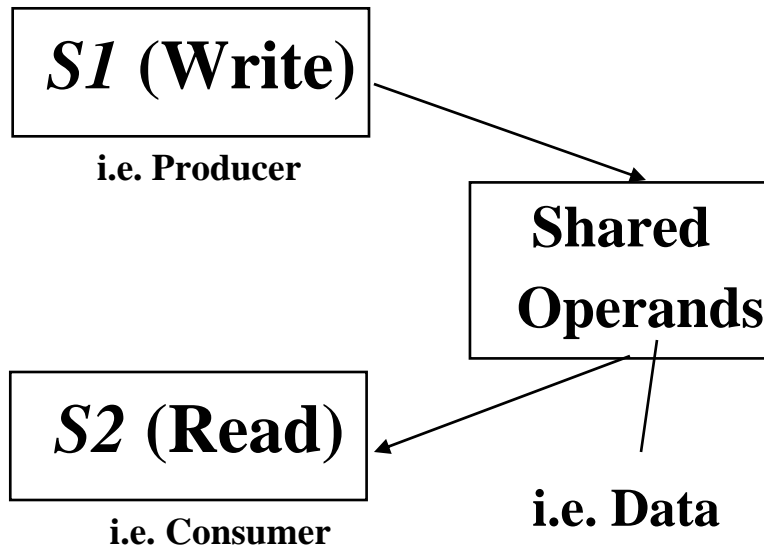 S1 (Write)
i.e. Producer
Shared
Operands
S2 (Read)
i.e. Consumer
i.e. Data